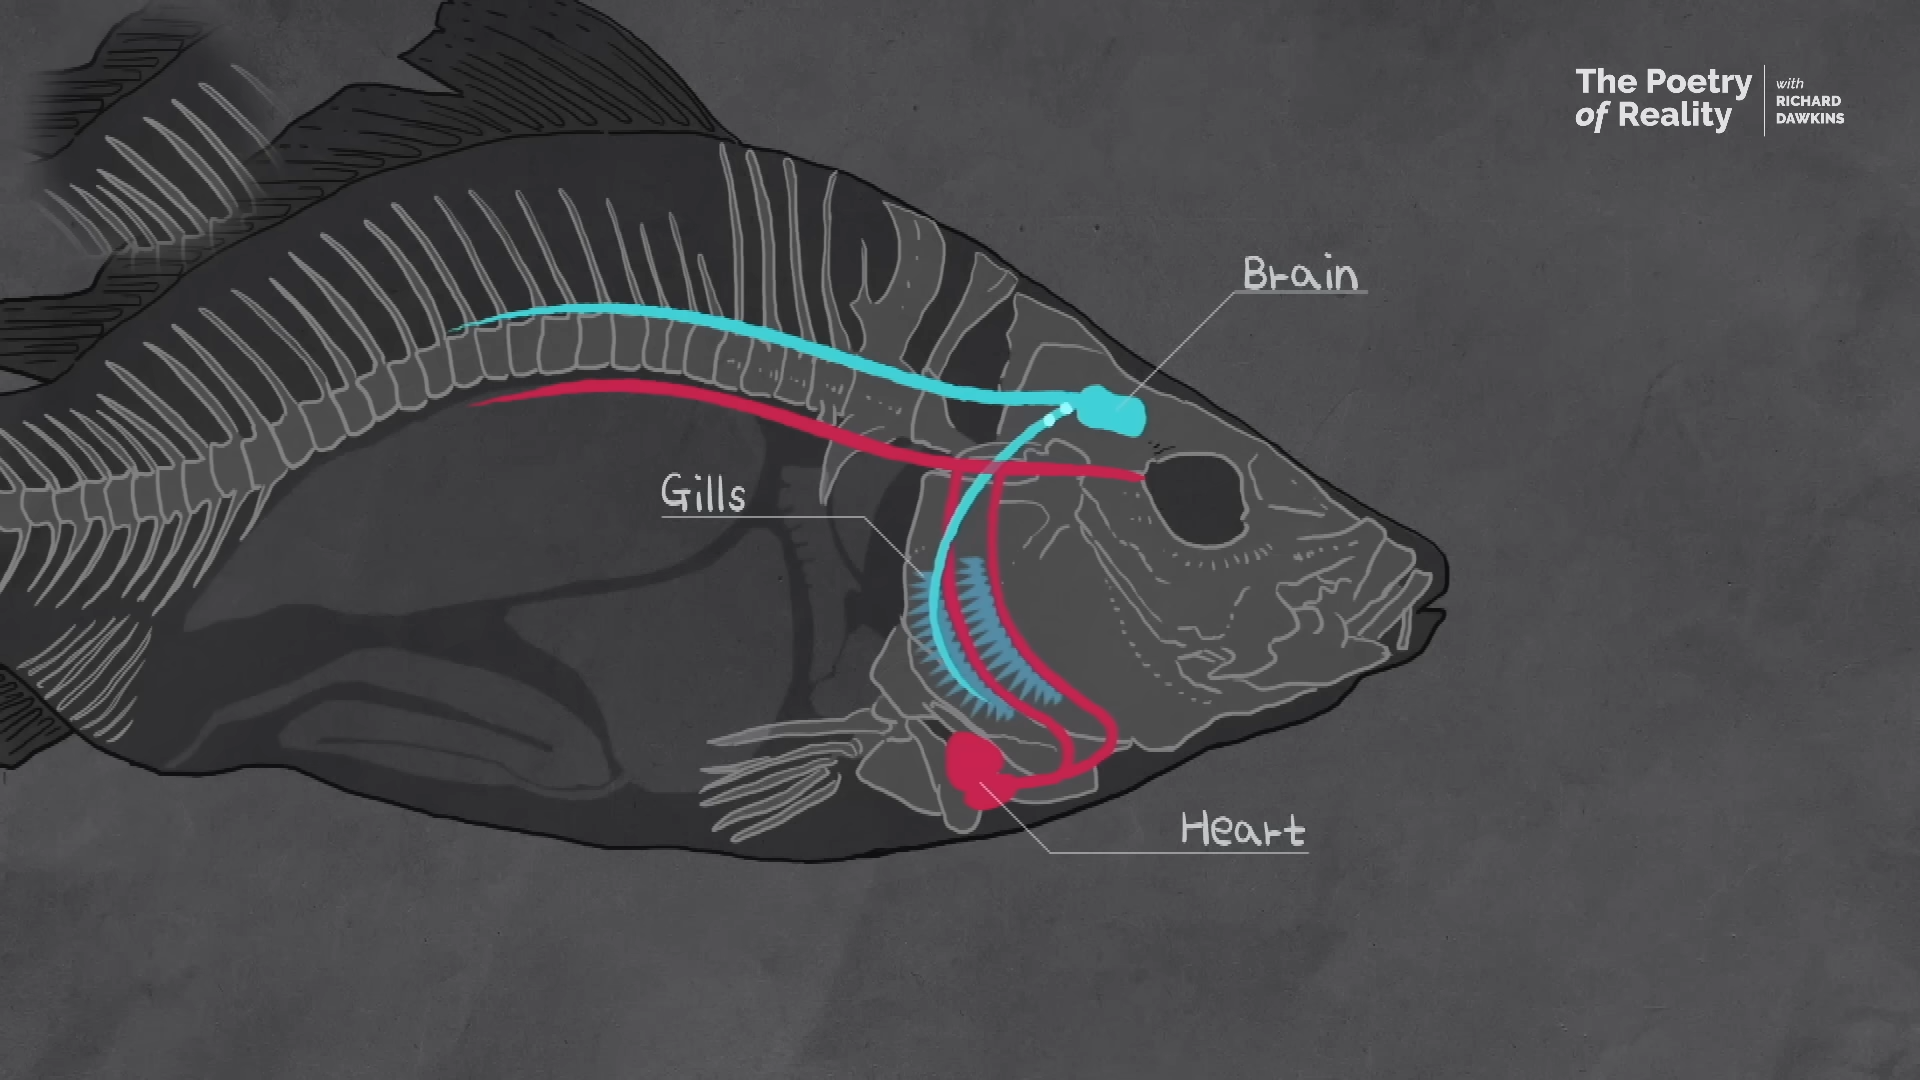 The Poetry
of Reality
with
RICHARD
DAWKINS
Brain
Gills
Heart